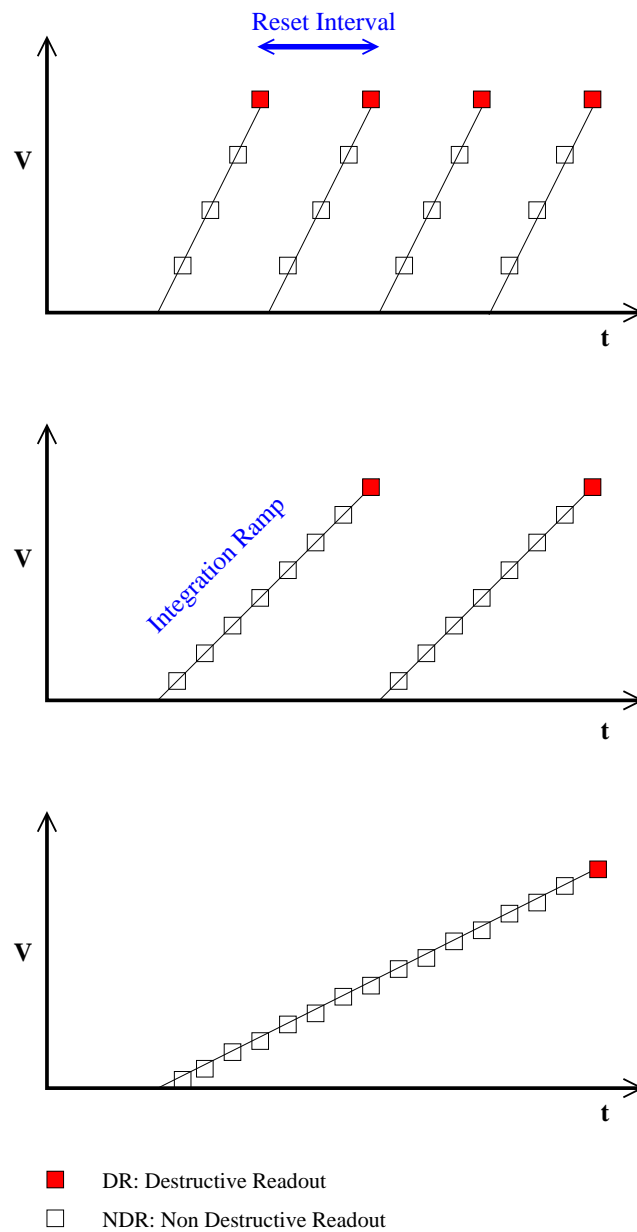 Reset Interval
V
t
Integration Ramp
V
t
V
t
DR: Destructive Readout
NDR: Non Destructive Readout